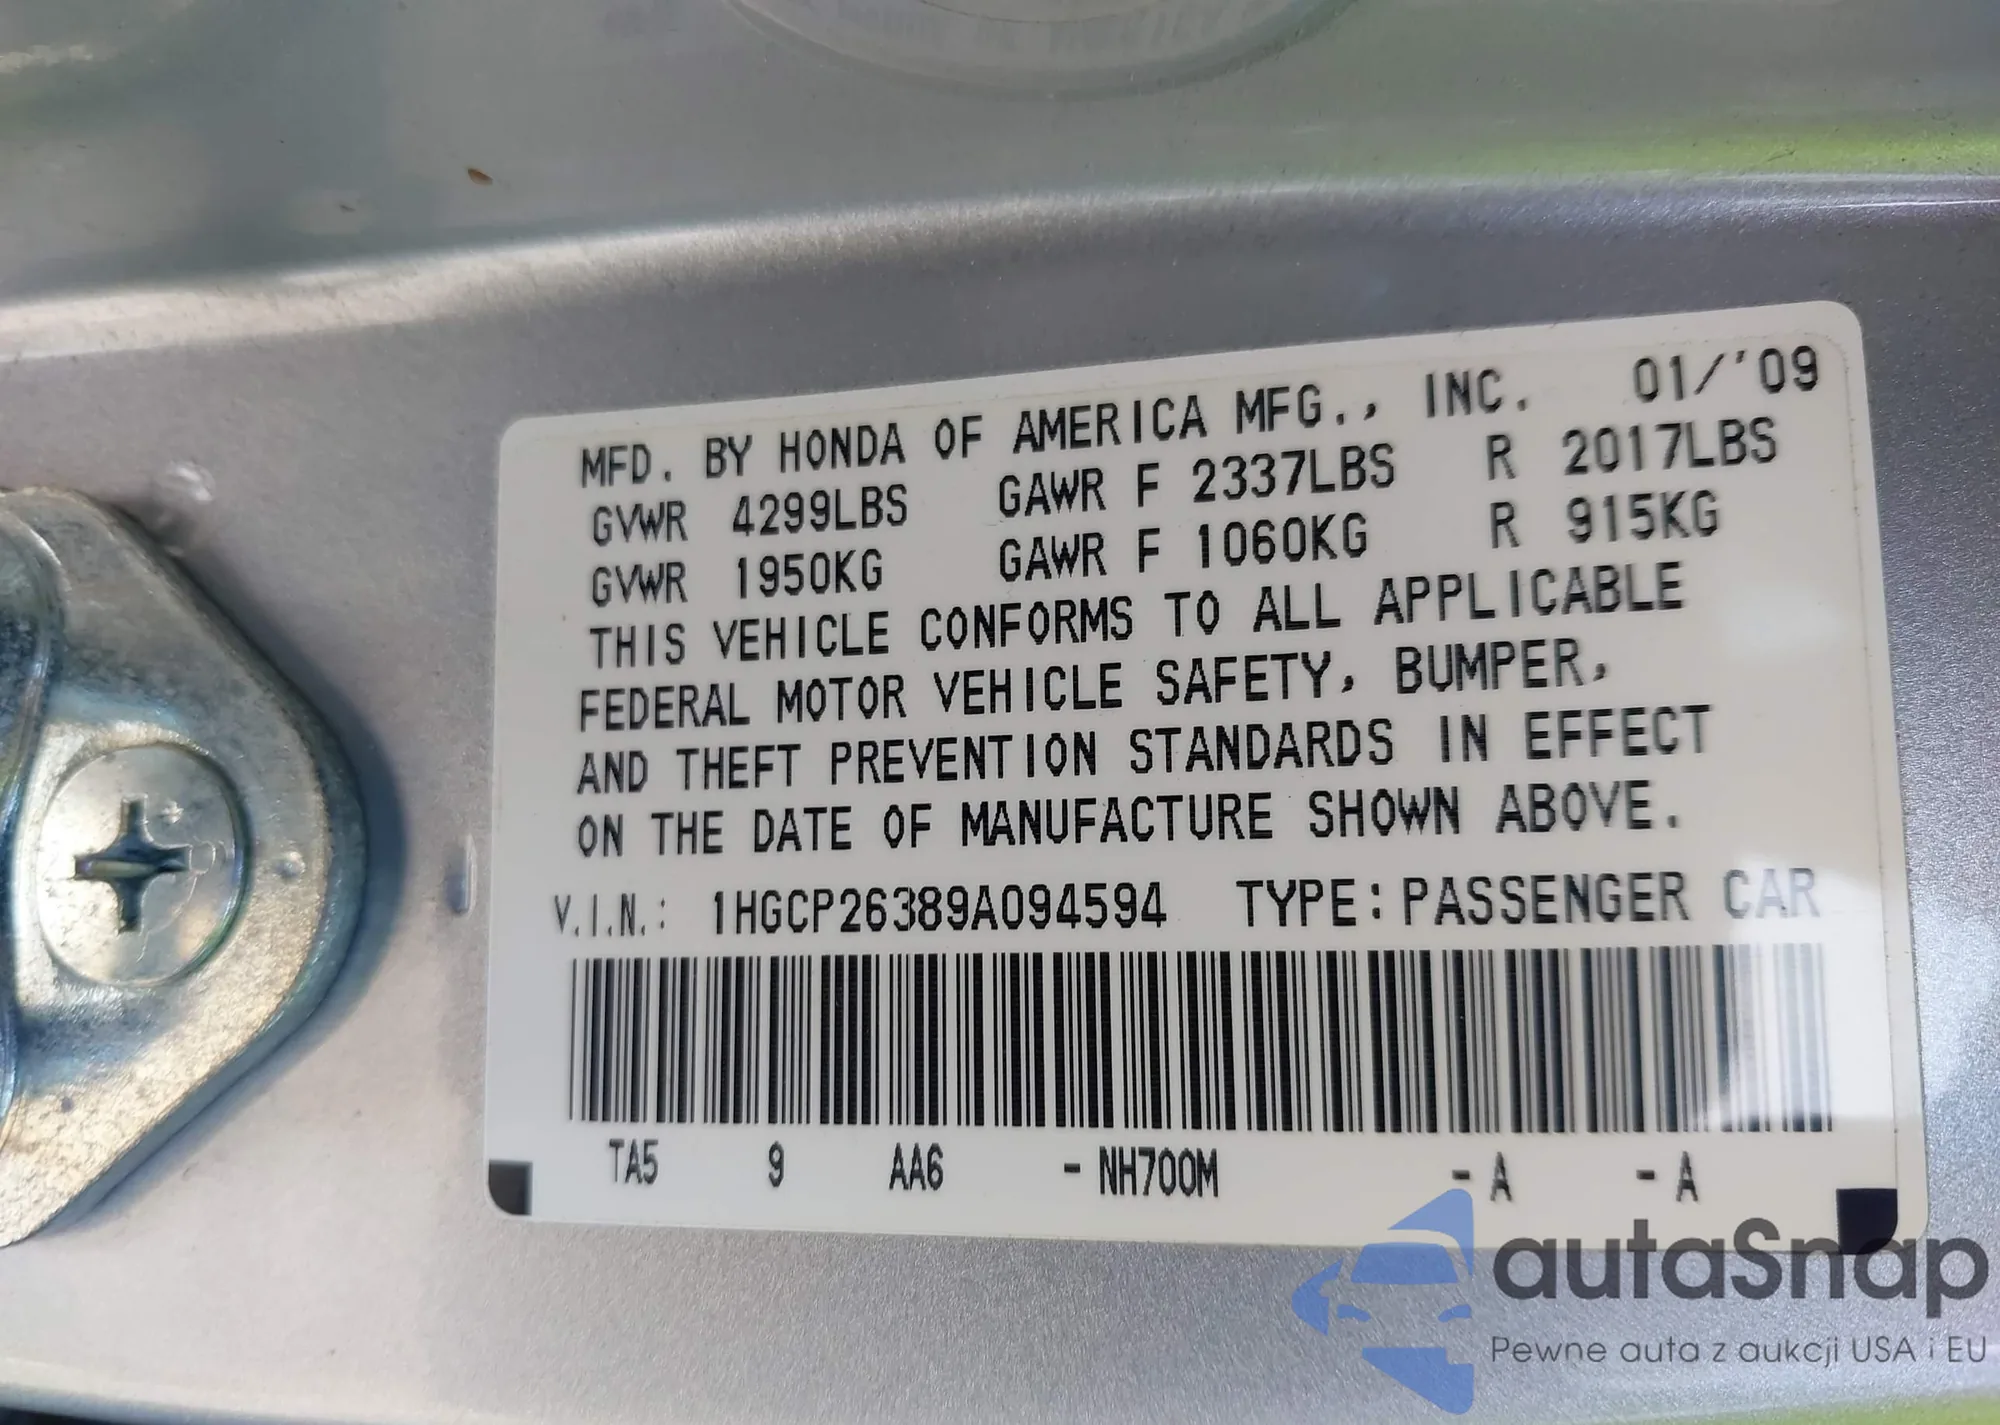 MFD. BY HONDA OF AMERICA MFG., INC. 01/'09
GVWR 4299LBS GAWR F 2337LBS R 2017LBS
GVWR 1950KG GAWR F 1060KG R 915KG
THIS VEHICLE CONFORMS TO ALL APPLICABLE
FEDERAL MOTOR VEHICLE SAFETY, BUMPER,
AND THEFT PREVENTION STANDARDS IN EFFECT
ON THE DATE OF MANUFACTURE SHOWN ABOVE.
V.I.N.: 1HGCP26389A094594 TYPE: PASSENGER CAR
TA5 9 AA6 -NH700M -A -A
autaSnap
Pewne auta z aukcji USA i EU